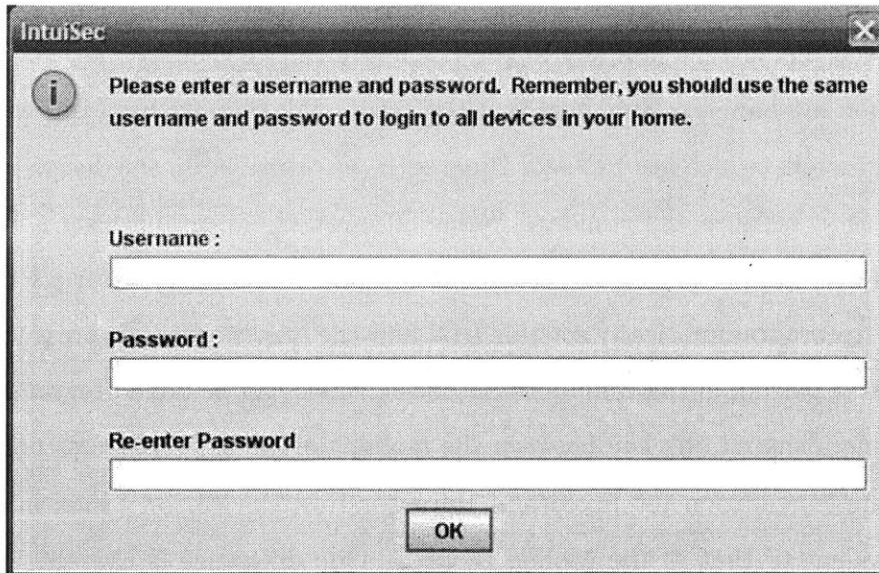 IntuiSec
i
Please enter a username and password. Remember, you should use the same
username and password to login to all devices in your home.
Username :
Password :
Re-enter Password
OK